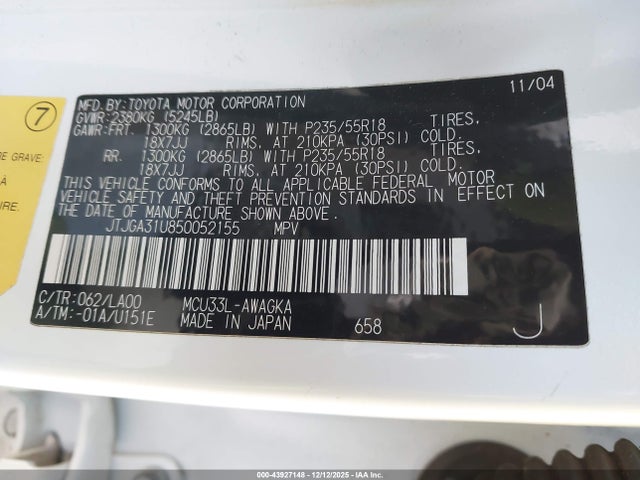 7
RE GRAVE:
À
IRE.
11/04
MFD.BY:TOYOTA MOTOR CORPORATION
GVWR:2380KG (5245LB)
GAWR:FRT. 1300KG (2865LB) WITH P235/55R18 TIRES,
18X7JJ RIMS, AT 210KPA (30PSI) COLD.
RR. 1300KG (2865LB) WITH P235/55R18 TIRES,
18X7JJ RIMS, AT 210KPA (30PSI) COLD.
THIS VEHICLE CONFORMS TO ALL APPLICABLE FEDERAL MOTOR
VEHICLE SAFETY AND THEFT PREVENTION STANDARDS IN EFFECT ON
THE DATE OF MANUFACTURE SHOWN ABOVE.
JTJGA31U850052155 MPV
C/TR:062/LA00 MCU33L-AWAGKA
A/TM:-01A/U151E MADE IN JAPAN 658 J
000-43927148 - 12/12/2025 - IAA Inc.